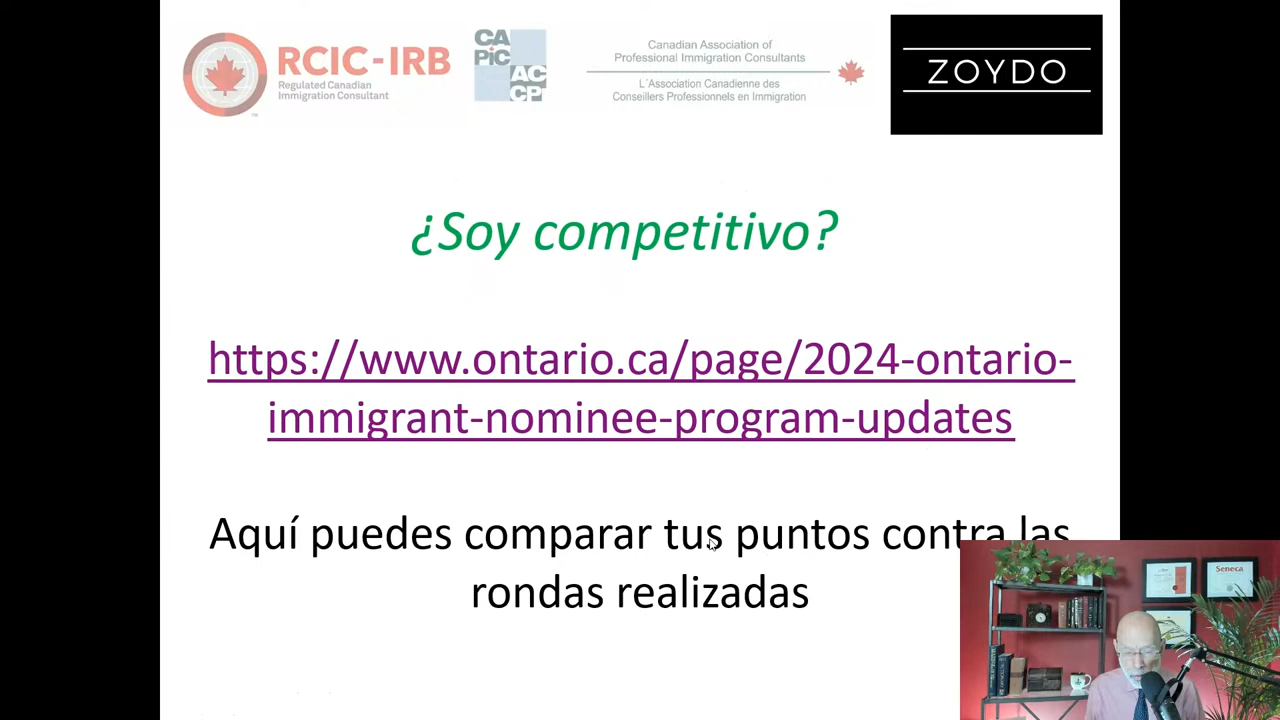 RCIC-IRB
Regulated Canadian
Immigration Consultant
CA
PiC
AC
CP
Canadian Association of
Professional Immigration Consultants
L'Association Canadienne des
Conseillers Professionnels en Immigration
ZOYDO
¿Soy competitivo?
https://www.ontario.ca/page/2024-ontario-
immigrant-nominee-program-updates
Aquí puedes comparar tus puntos contra las
rondas realizadas
Seneca